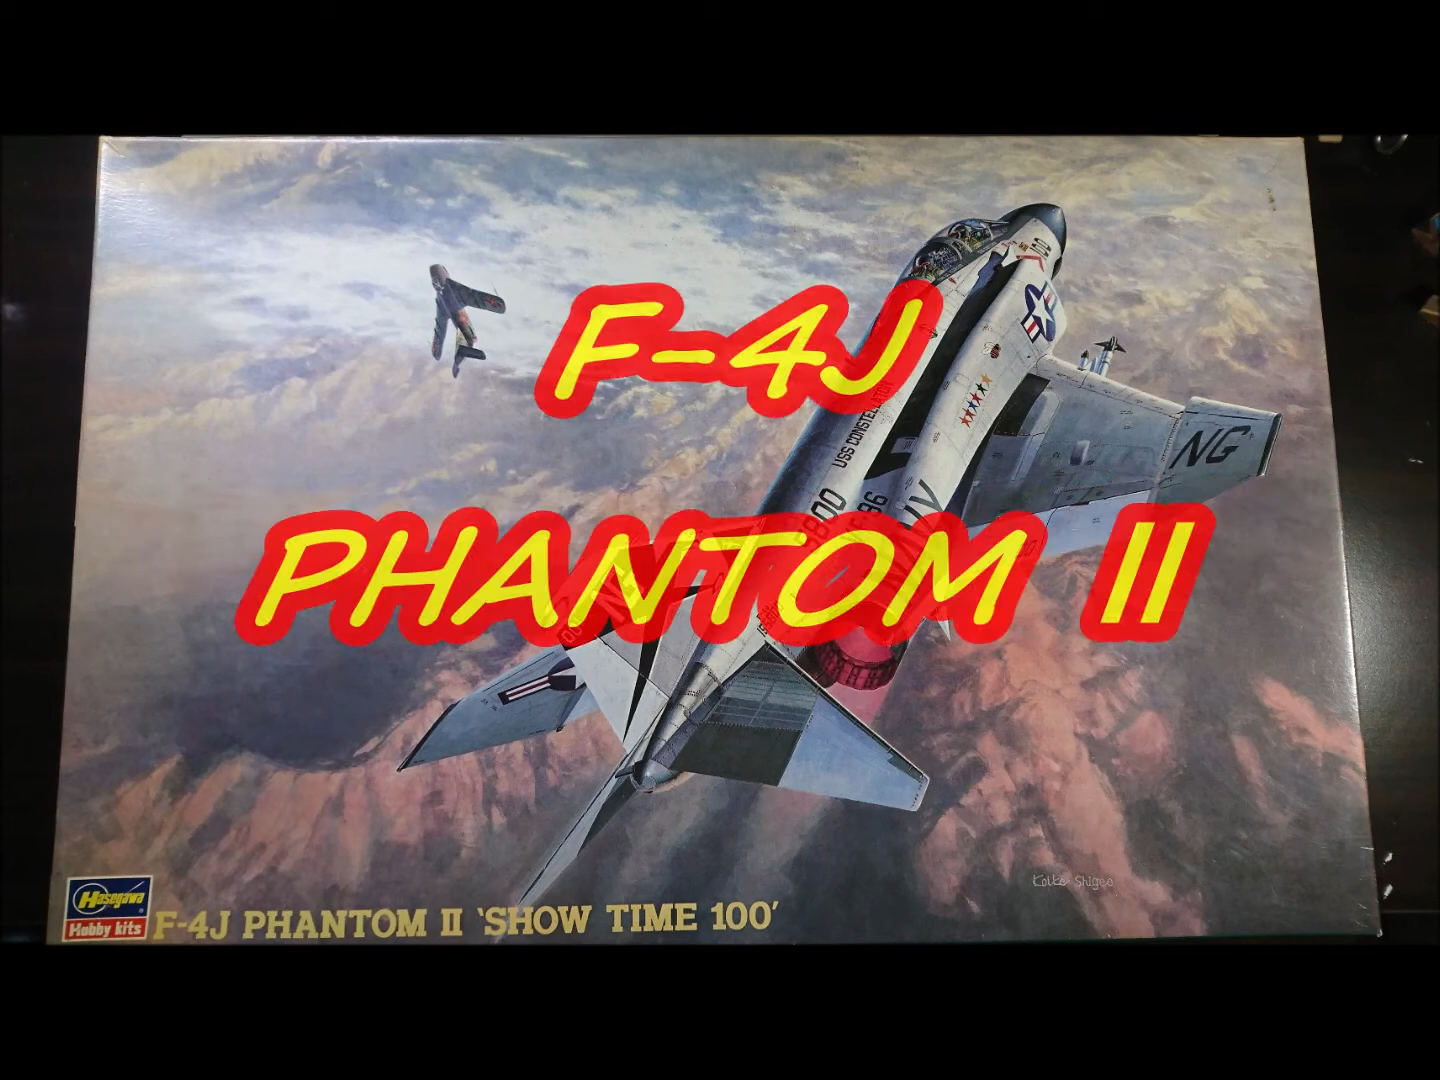 F-4J
PHANTOM II
100
USS CONSTELLATION
NG
Koike Shigeo
Hasegawa
Hobby kits
F-4J PHANTOM II 'SHOW TIME 100'